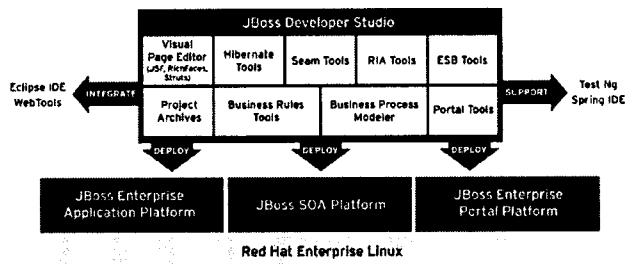 JBoss Developer Studio
Visual
Page Editor
(JSF, RichFaces,
Struts)
Hibernate
Tools
Seam Tools
RIA Tools
ESB Tools
Eclipse IDE
WebTools
INTEGRATE
SUPPORT
Test Ng
Spring IDE
Project
Archives
Business Rules
Tools
Business Process
Modeler
Portal Tools
DEPLOY
DEPLOY
DEPLOY
JBoss Enterprise
Application Platform
JBoss SOA Platform
JBoss Enterprise
Portal Platform
Red Hat Enterprise Linux